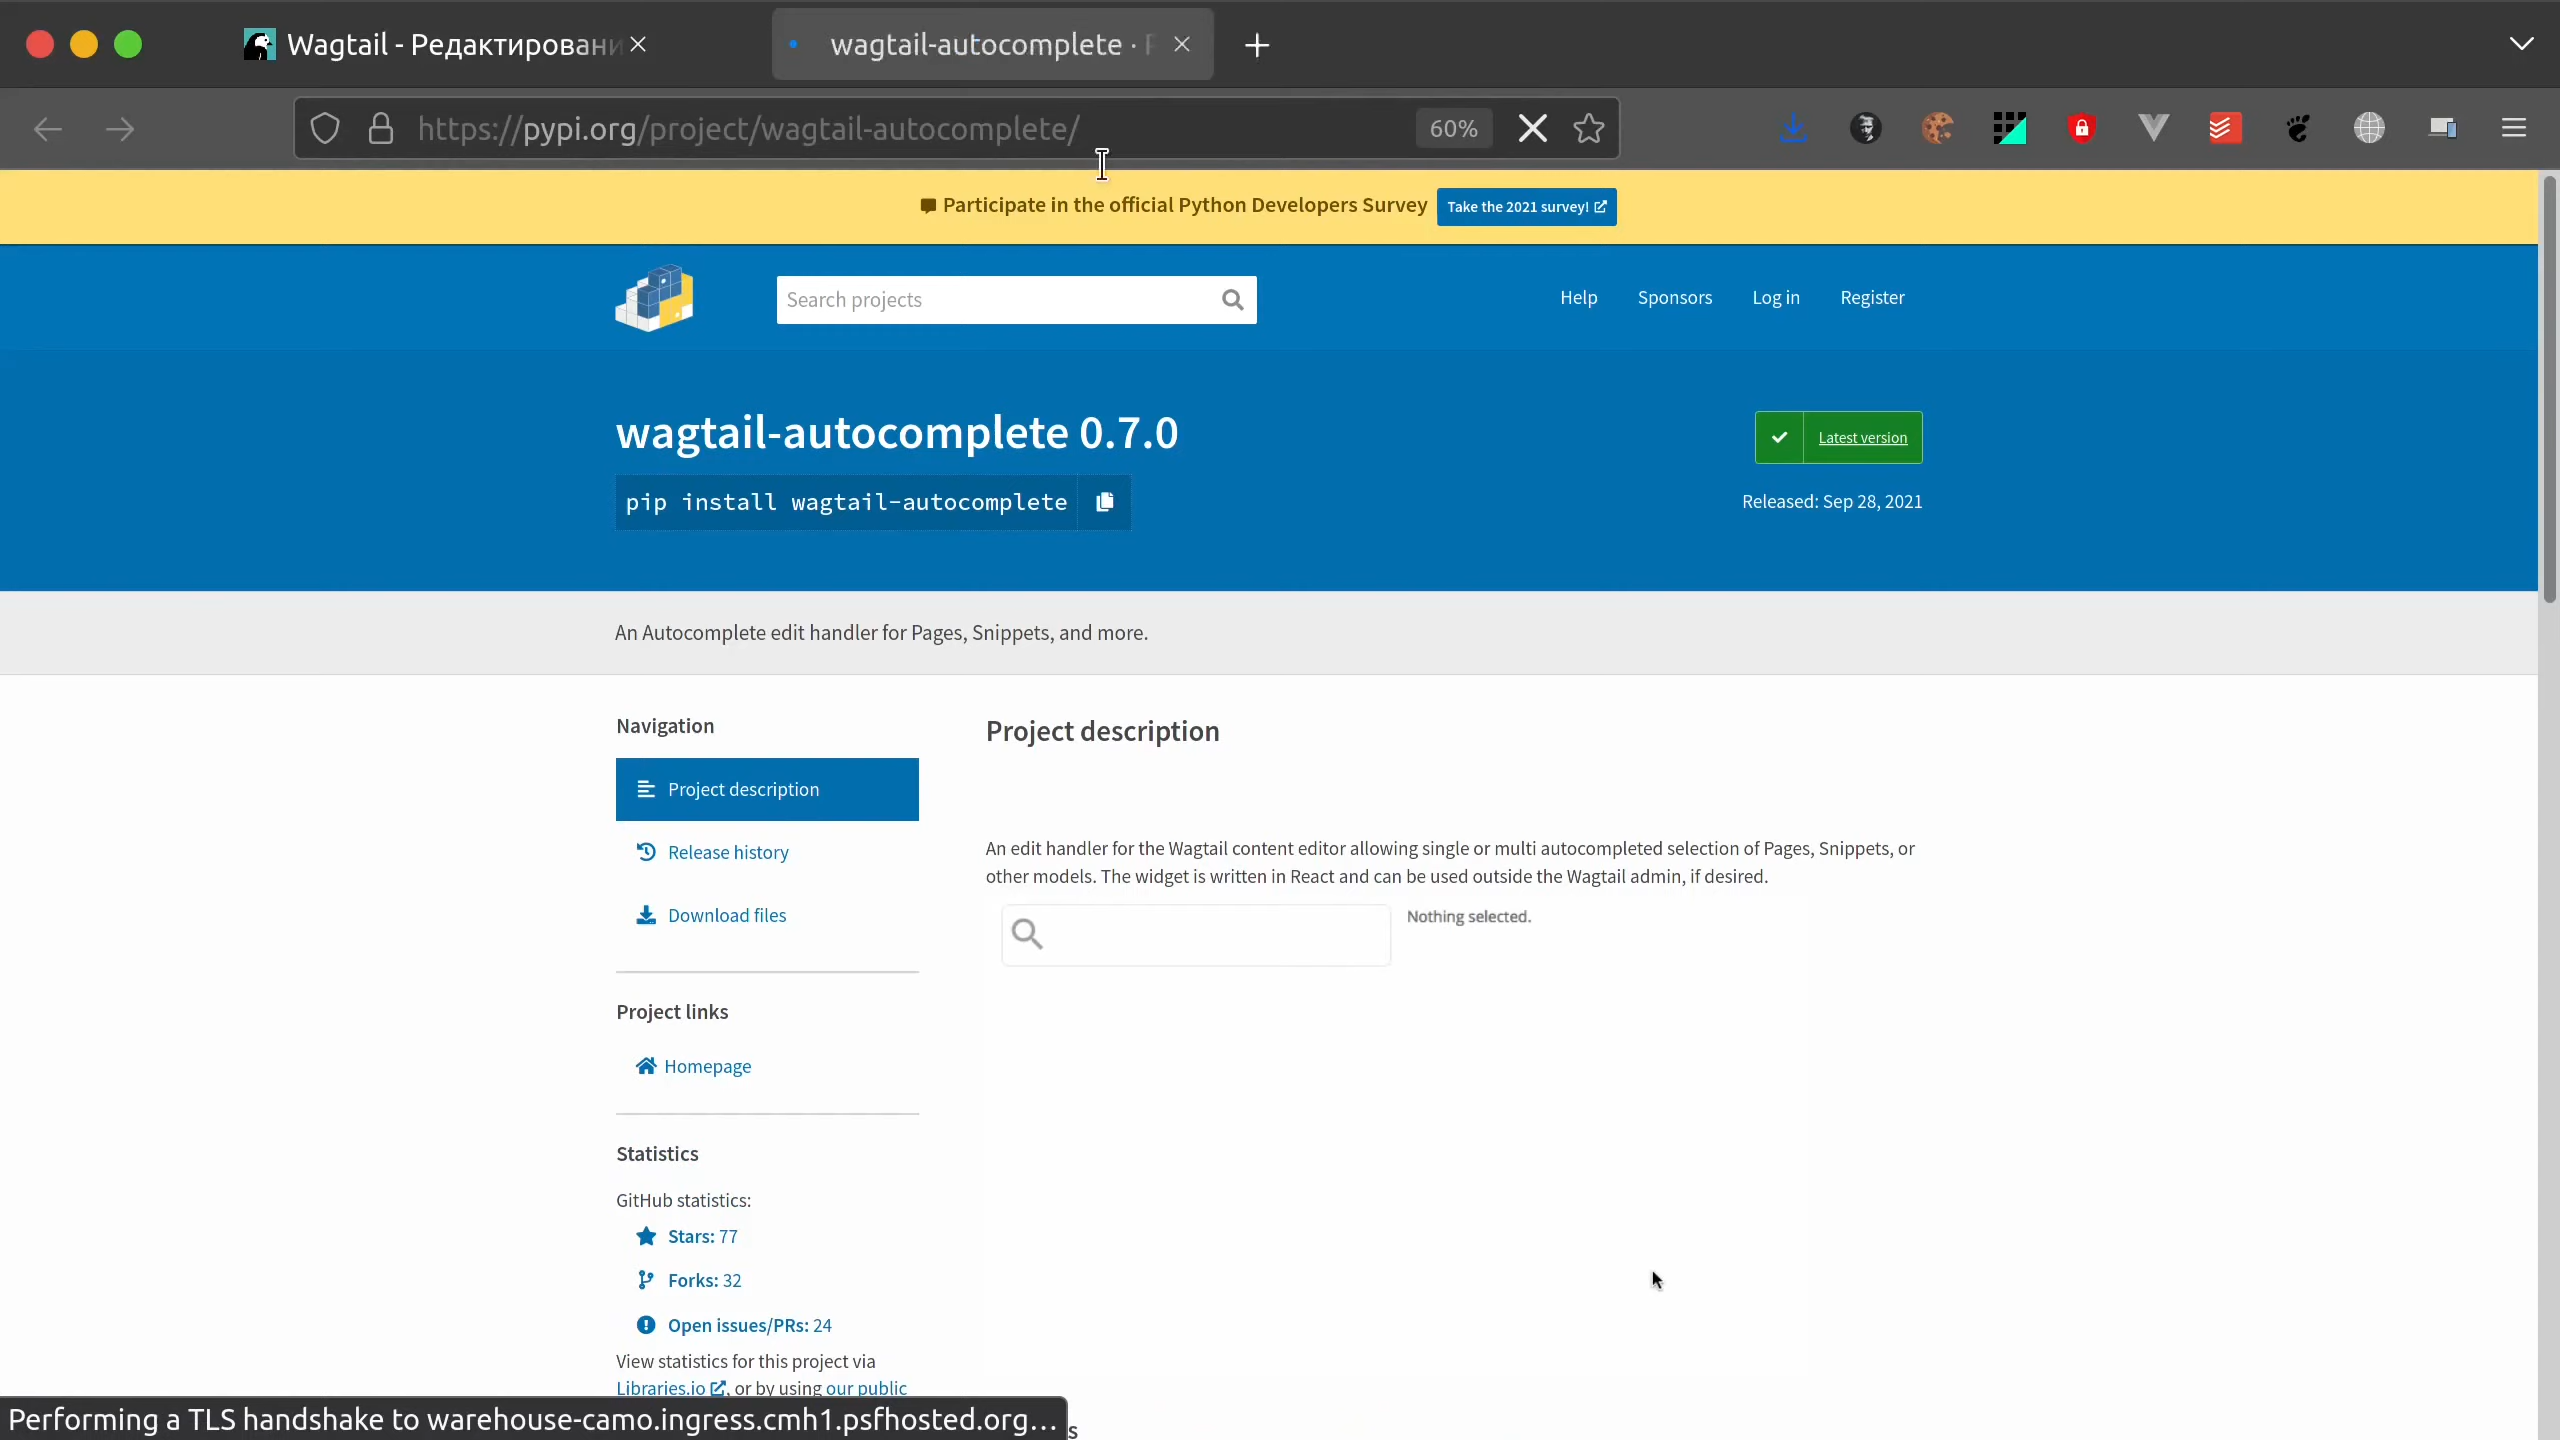 Wagtail - Редактировани
wagtail-autocomplete · P
https://pypi.org/project/wagtail-autocomplete/
60%
Participate in the official Python Developers Survey
Take the 2021 survey!
Search projects
Help
Sponsors
Log in
Register
wagtail-autocomplete 0.7.0
Latest version
pip install wagtail-autocomplete
Released: Sep 28, 2021
An Autocomplete edit handler for Pages, Snippets, and more.
Navigation
Project description
Release history
Download files
Project links
Homepage
Statistics
GitHub statistics:
Stars: 77
Forks: 32
Open issues/PRs: 24
View statistics for this project via
Libraries.io, or by using our public
Project description
An edit handler for the Wagtail content editor allowing single or multi autocompleted selection of Pages, Snippets, or
other models. The widget is written in React and can be used outside the Wagtail admin, if desired.
Nothing selected.
Performing a TLS handshake to warehouse-camo.ingress.cmh1.psfhosted.org…